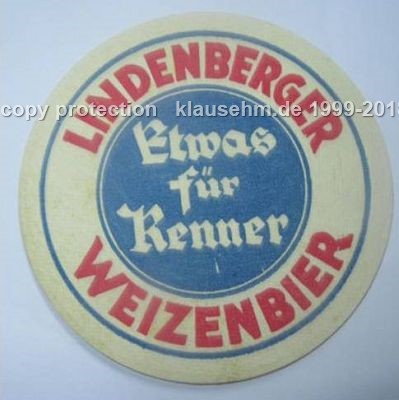 LINDENBERGER
copy protection klausehm.de 1999-201
Etwas
für
Kenner
WEIZENBIER